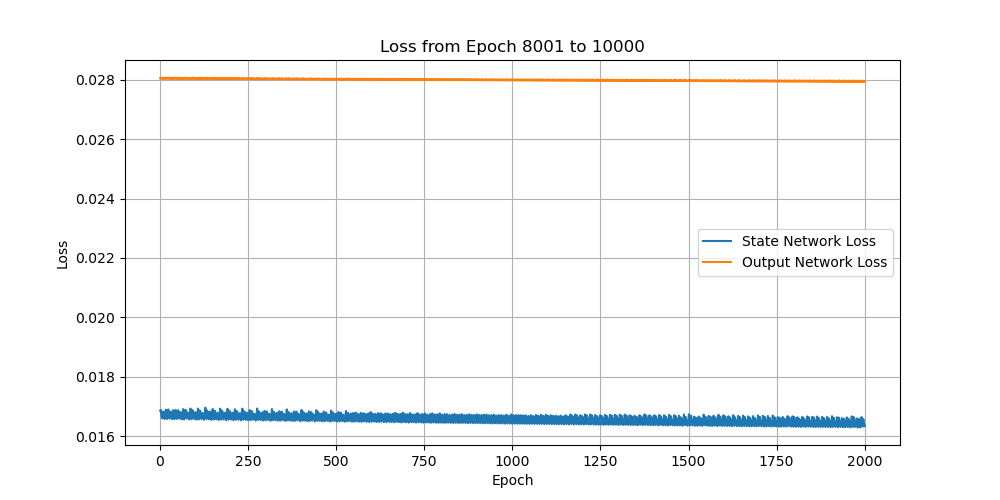 Loss from Epoch 8001 to 10000
0.028
0.026
0.024
0.022
0.020
0.018
0.016
Loss
State Network Loss
Output Network Loss
0 250 500 750 1000 1250 1500 1750 2000
Epoch